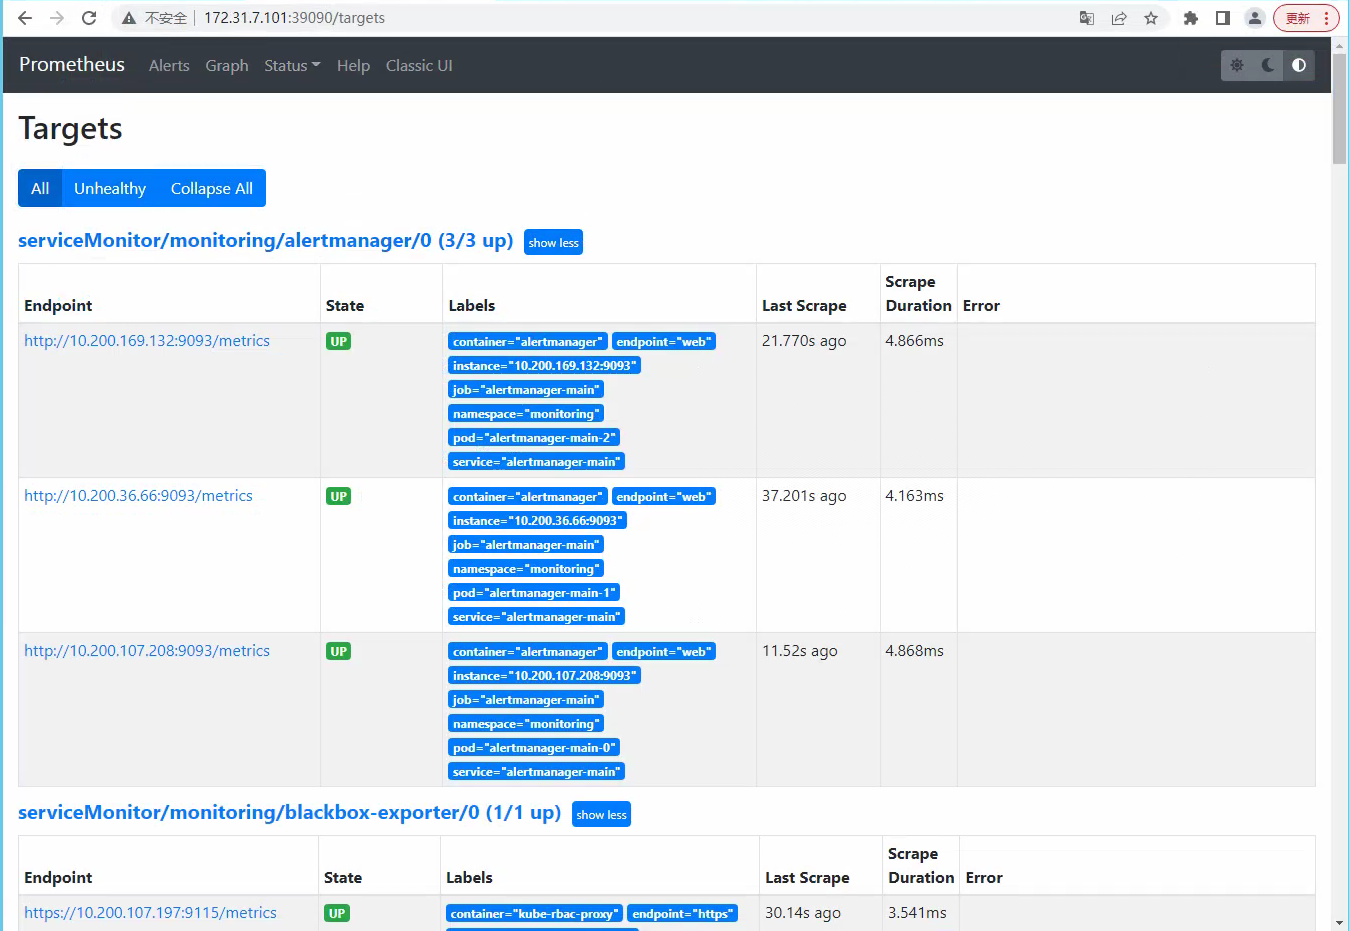 不安全 172.31.7.101:39090/targets 更新
Prometheus Alerts Graph Status Help Classic UI
Targets
All Unhealthy Collapse All
serviceMonitor/monitoring/alertmanager/0 (3/3 up) show less
Endpoint State Labels Last Scrape Scrape Duration Error
http://10.200.169.132:9093/metrics UP container="alertmanager" endpoint="web" 21.770s ago 4.866ms
instance="10.200.169.132:9093"
job="alertmanager-main"
namespace="monitoring"
pod="alertmanager-main-2"
service="alertmanager-main"
http://10.200.36.66:9093/metrics UP container="alertmanager" endpoint="web" 37.201s ago 4.163ms
instance="10.200.36.66:9093"
job="alertmanager-main"
namespace="monitoring"
pod="alertmanager-main-1"
service="alertmanager-main"
http://10.200.107.208:9093/metrics UP container="alertmanager" endpoint="web" 11.52s ago 4.868ms
instance="10.200.107.208:9093"
job="alertmanager-main"
namespace="monitoring"
pod="alertmanager-main-0"
service="alertmanager-main"
serviceMonitor/monitoring/blackbox-exporter/0 (1/1 up) show less
Endpoint State Labels Last Scrape Scrape Duration Error
https://10.200.107.197:9115/metrics UP container="kube-rbac-proxy" endpoint="https" 30.14s ago 3.541ms